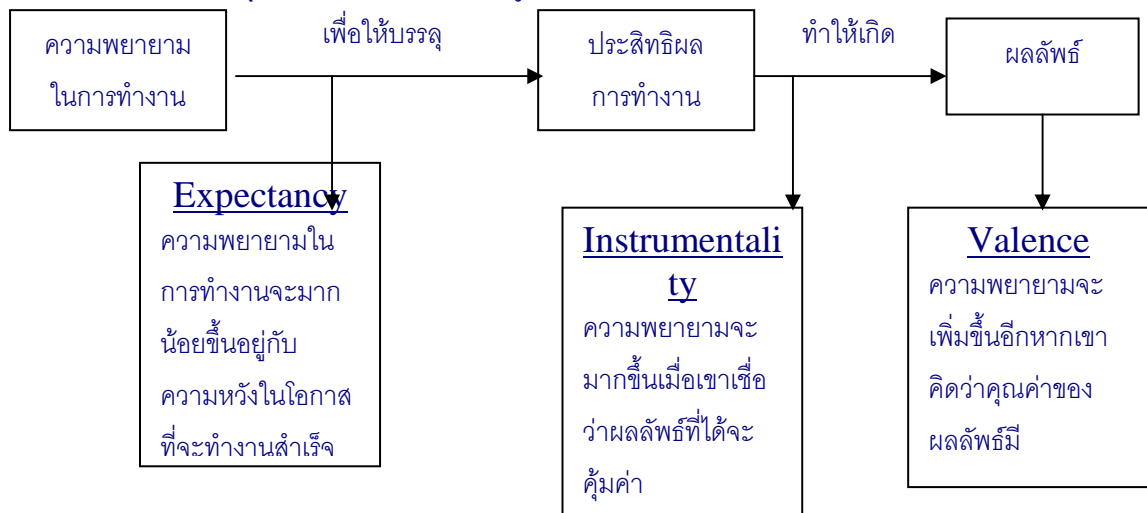 ความพยายาม
ในการทำงาน
เพื่อให้บรรลุ
ประสิทธิผล
การทำงาน
ทำให้เกิด
ผลลัพธ์
Expectancy
ความพยายามใน
การทำงานจะมาก
น้อยขึ้นอยู่กับ
ความหวังในโอกาส
ที่จะทำงานสำเร็จ
Instrumentali
ty
ความพยายามจะ
มากขึ้นเมื่อเขาเชื่อ
ว่าผลลัพธ์ที่ได้จะ
คุ้มค่า
Valence
ความพยายามจะ
เพิ่มขึ้นอีกหากเขา
คิดว่าคุณค่าของ
ผลลัพธ์มี